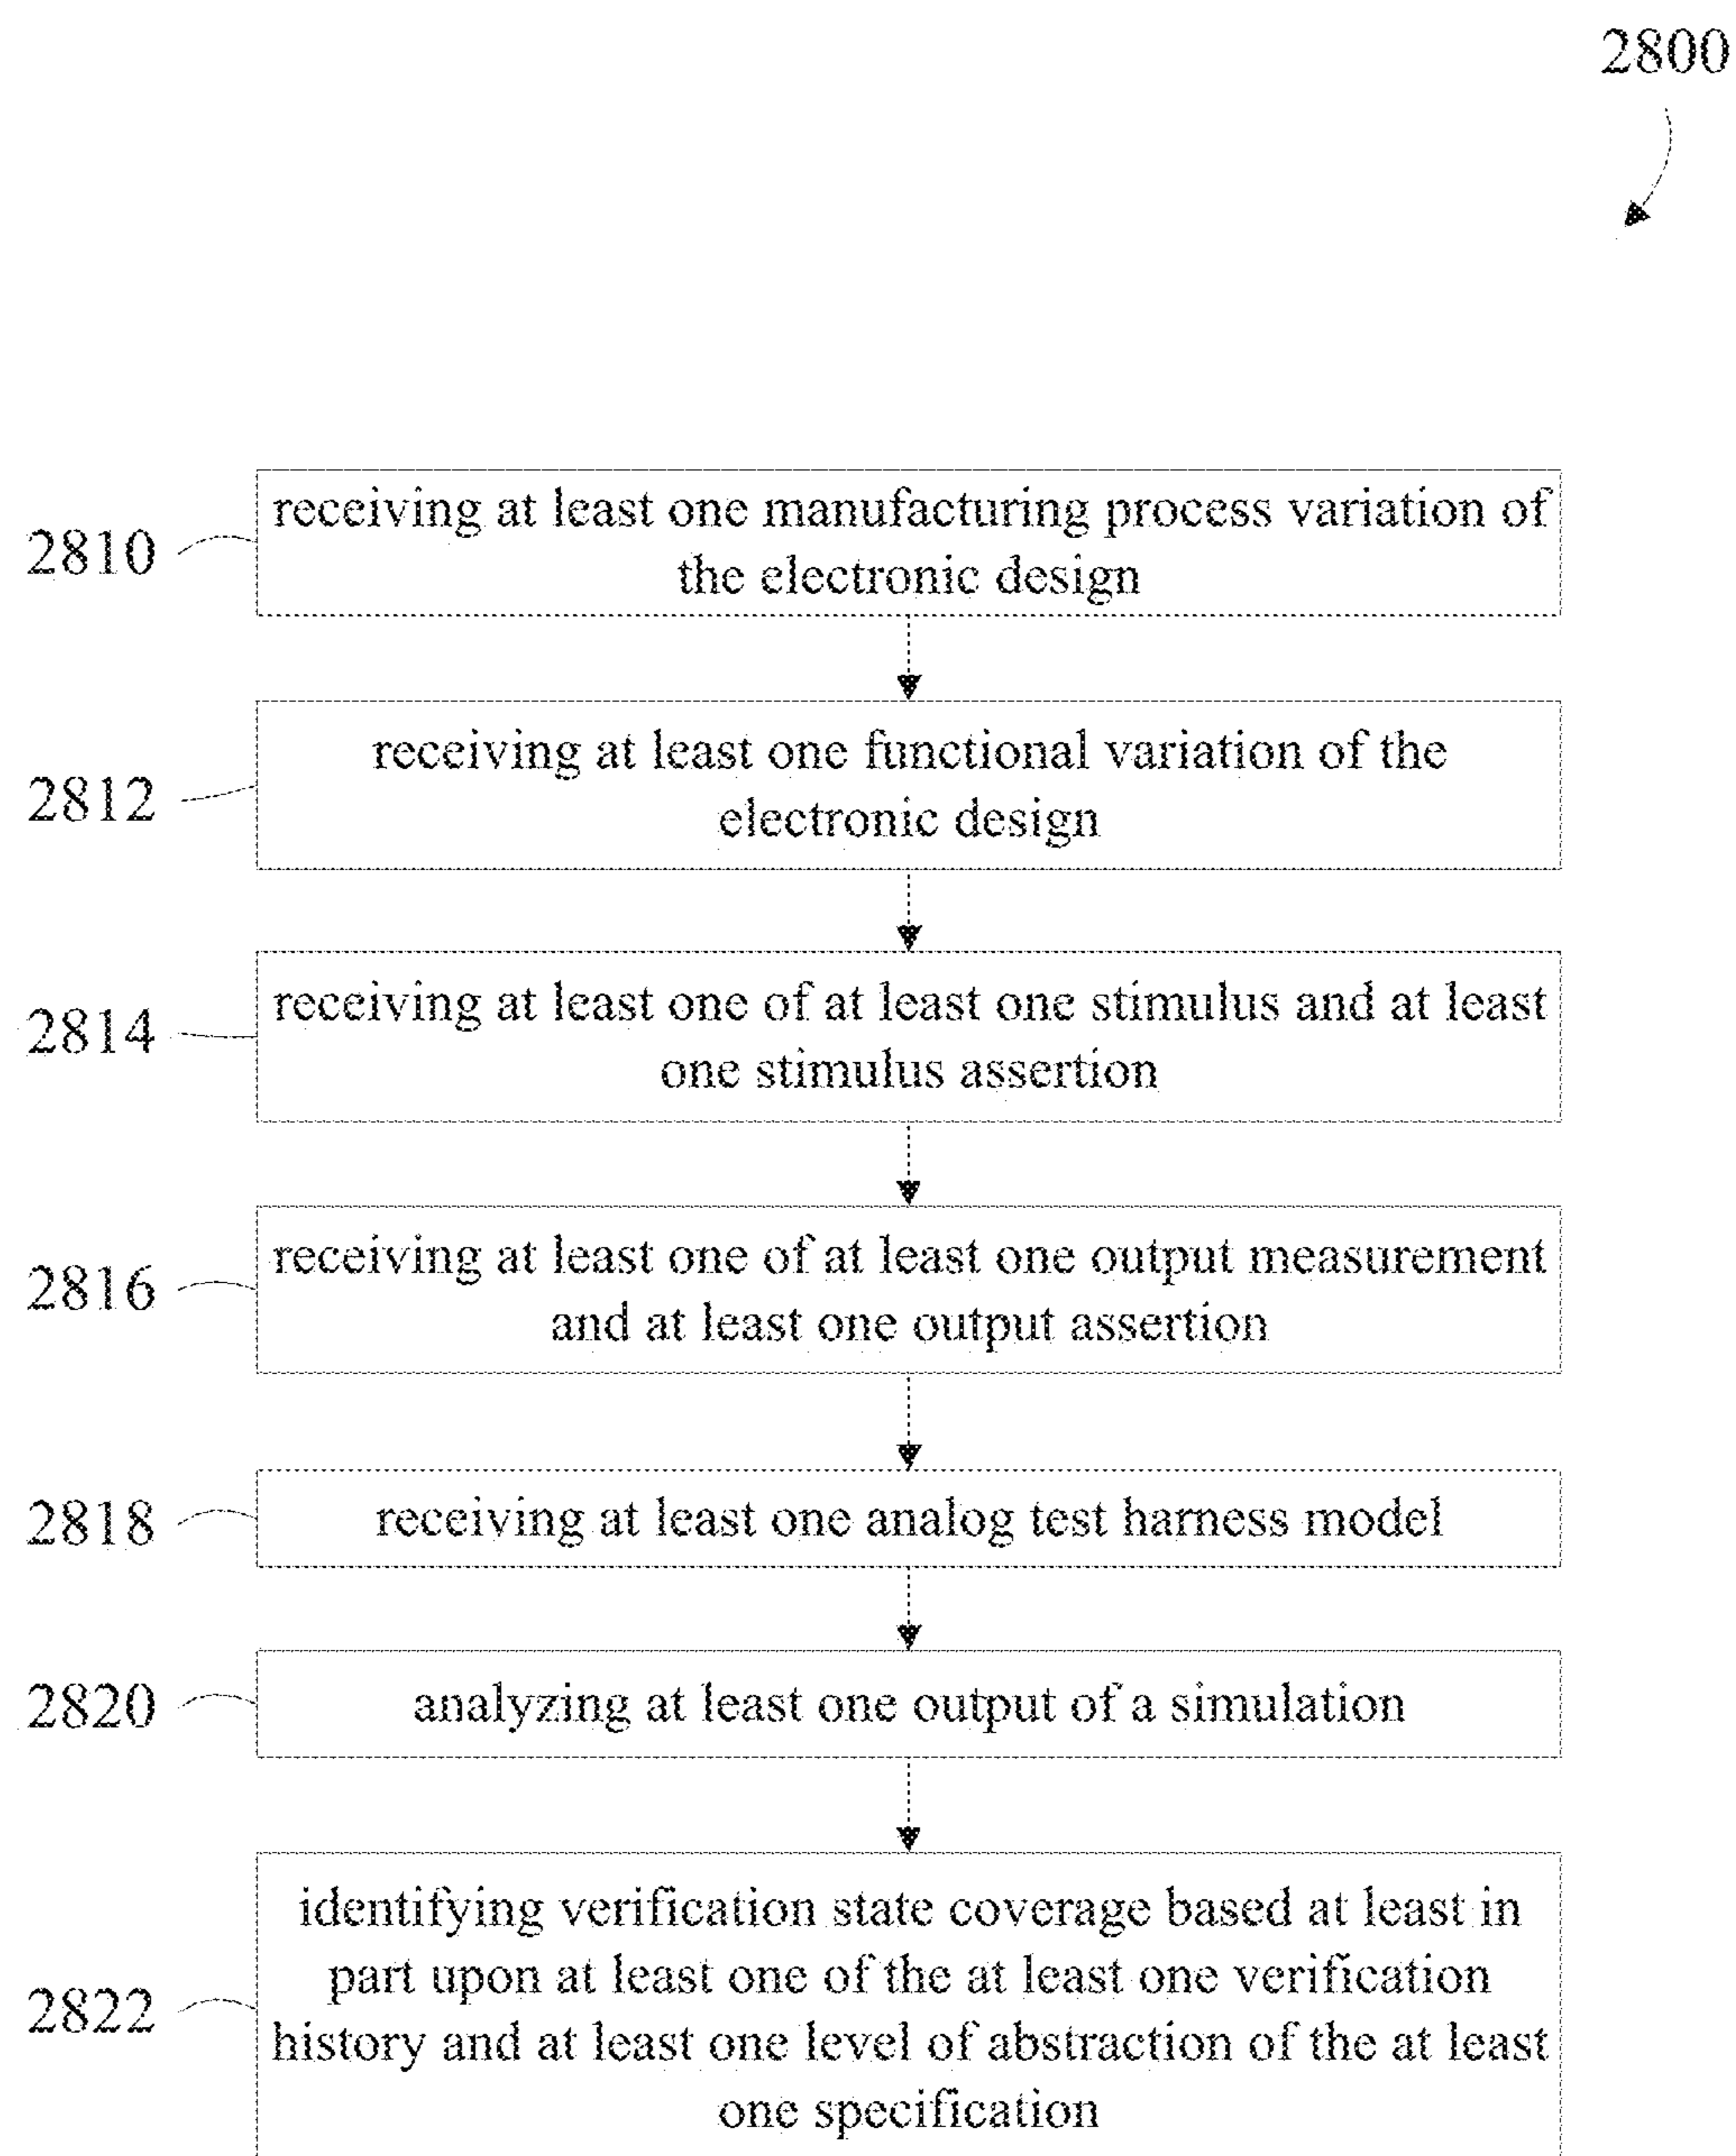 2800
2810
receiving at least one manufacturing process variation of
the electronic design
2812
receiving at least one functional variation of the
electronic design
2814
receiving at least one of at least one stimulus and at least
one stimulus assertion
2816
receiving at least one of at least one output measurement
and at least one output assertion
2818
receiving at least one analog test harness model
2820
analyzing at least one output of a simulation
2822
identifying verification state coverage based at least in
part upon at least one of the at least one verification
history and at least one level of abstraction of the at least
one specification